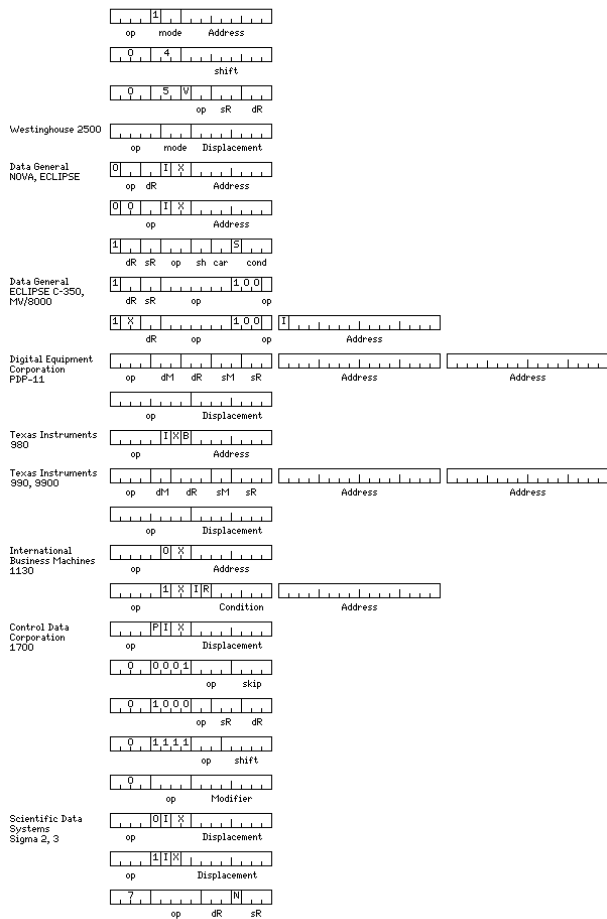 1
op mode Address
0 4
shift
0 5 V
op sR dR
Westinghouse 2500
op mode Displacement
Data General
NOVA, ECLIPSE
0 I X
op dR Address
0 0 I X
op Address
1 S
dR sR op sh car cond
Data General
ECLIPSE C-350,
MV/8000
1 1 0 0
dR sR op op
1 X 1 0 0 I
dR op op Address
Digital Equipment
Corporation
PDP-11
op dM dR sM sR Address Address
op Displacement
Texas Instruments
980
I X B
op Address
Texas Instruments
990, 9900
op dM dR sM sR Address Address
op Displacement
International
Business Machines
1130
0 X
op Address
1 X I R
op Condition Address
Control Data
Corporation
1700
P I X
op Displacement
0 0 0 0 1
op skip
0 1 0 0 0
op sR dR
0 1 1 1 1
op shift
0
op Modifier
Scientific Data
Systems
Sigma 2, 3
0 I X
op Displacement
1 I X
op Displacement
7 N
op dR sR